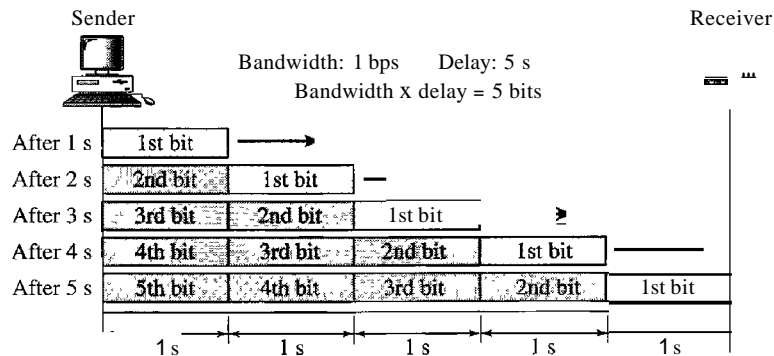 Sender
Receiver
Bandwidth: 1 bps Delay: 5 s
Bandwidth x delay = 5 bits
After 1 s 1st bit
After 2 s 2nd bit 1st bit
After 3 s 3rd bit 2nd bit 1st bit
After 4 s 4th bit 3rd bit 2nd bit 1st bit
After 5 s 5th bit 4th bit 3rd bit 2nd bit 1st bit
1 s 1 s 1 s 1 s 1 s